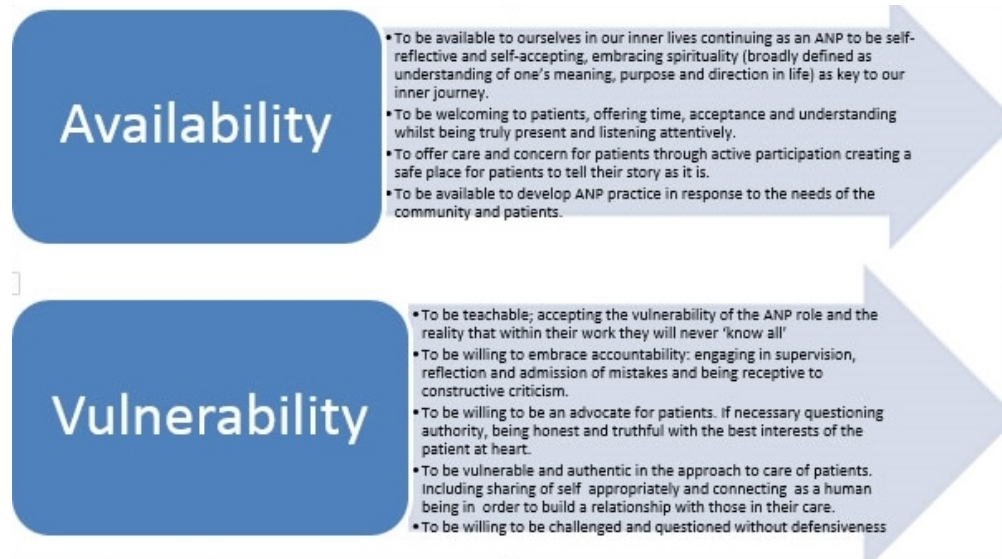 Availability
•To be available to ourselves in our inner lives continuing as an ANP to be self-
reflective and self-accepting, embracing spirituality (broadly defined as
understanding of one's meaning, purpose and direction in life) as key to our
inner journey.
•To be welcoming to patients, offering time, acceptance and understanding
whilst being truly present and listening attentively.
•To offer care and concern for patients through active participation creating a
safe place for patients to tell their story as it is.
•To be available to develop ANP practice in response to the needs of the
community and patients.
Vulnerability
•To be teachable; accepting the vulnerability of the ANP role and the
reality that within their work they will never 'know all'
•To be willing to embrace accountability: engaging in supervision,
reflection and admission of mistakes and being receptive to
constructive criticism.
•To be willing to be an advocate for patients. If necessary questioning
authority, being honest and truthful with the best interests of the
patient at heart.
•To be vulnerable and authentic in the approach to care of patients.
Including sharing of self appropriately and connecting as a human
being in order to build a relationship with those in their care.
•To be willing to be challenged and questioned without defensiveness